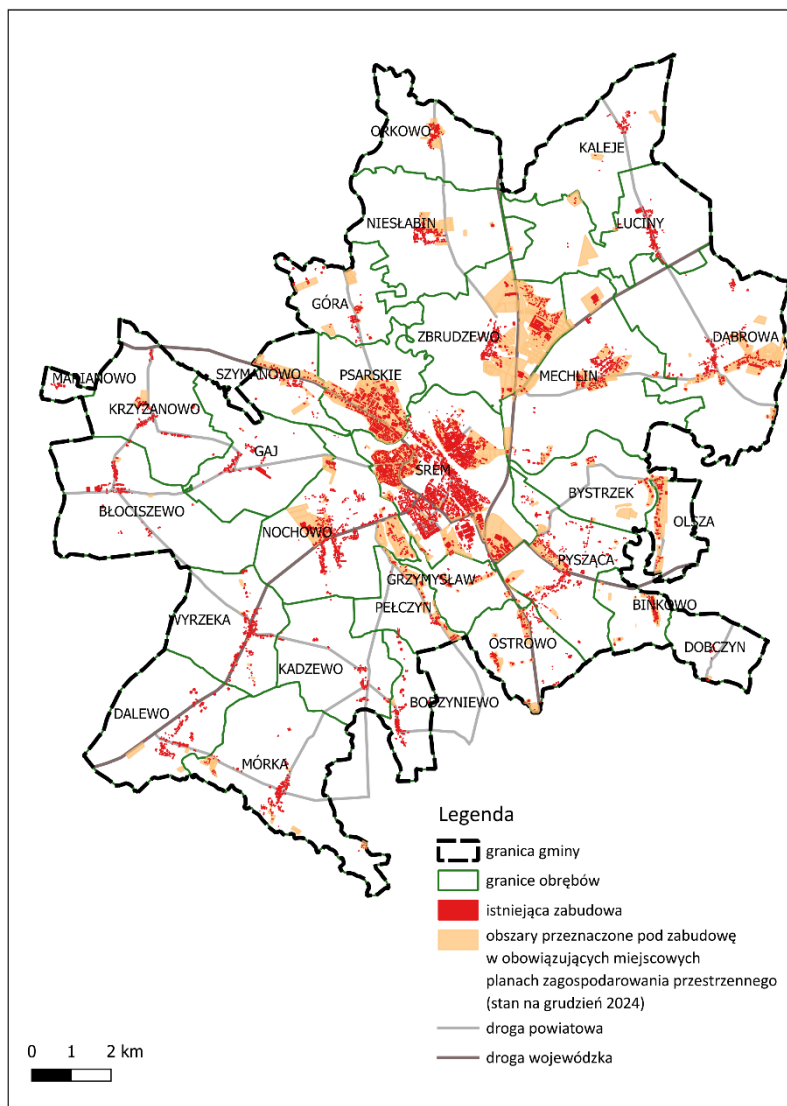 ORKOWO
KALEJE
NIESŁABIN
ŁUCINY
GÓRA
ZBRUDZEWO
DĄBROWA
MARIANOWO
SZYMANOWO
PSARSKIE
MECHLIN
KRZYŻANOWO
GAJ
ŚREM
BYSTRZEK
BŁOCISZEWO
NOCHOWO
OLSZA
GRZYMYSŁAW
PYSZĄCA
WYRZEKA
PEŁCZYN
BINKOWO
OSTROWO
DOBCZYN
KADZEWO
DALEWO
BODZYNIEWO
MÓRKA
Legenda
granica gminy
granice obrębów
istniejąca zabudowa
obszary przeznaczone pod zabudowę
w obowiązujących miejscowych
planach zagospodarowania przestrzennego
(stan na grudzień 2024)
droga powiatowa
droga wojewódzka
0 1 2 km